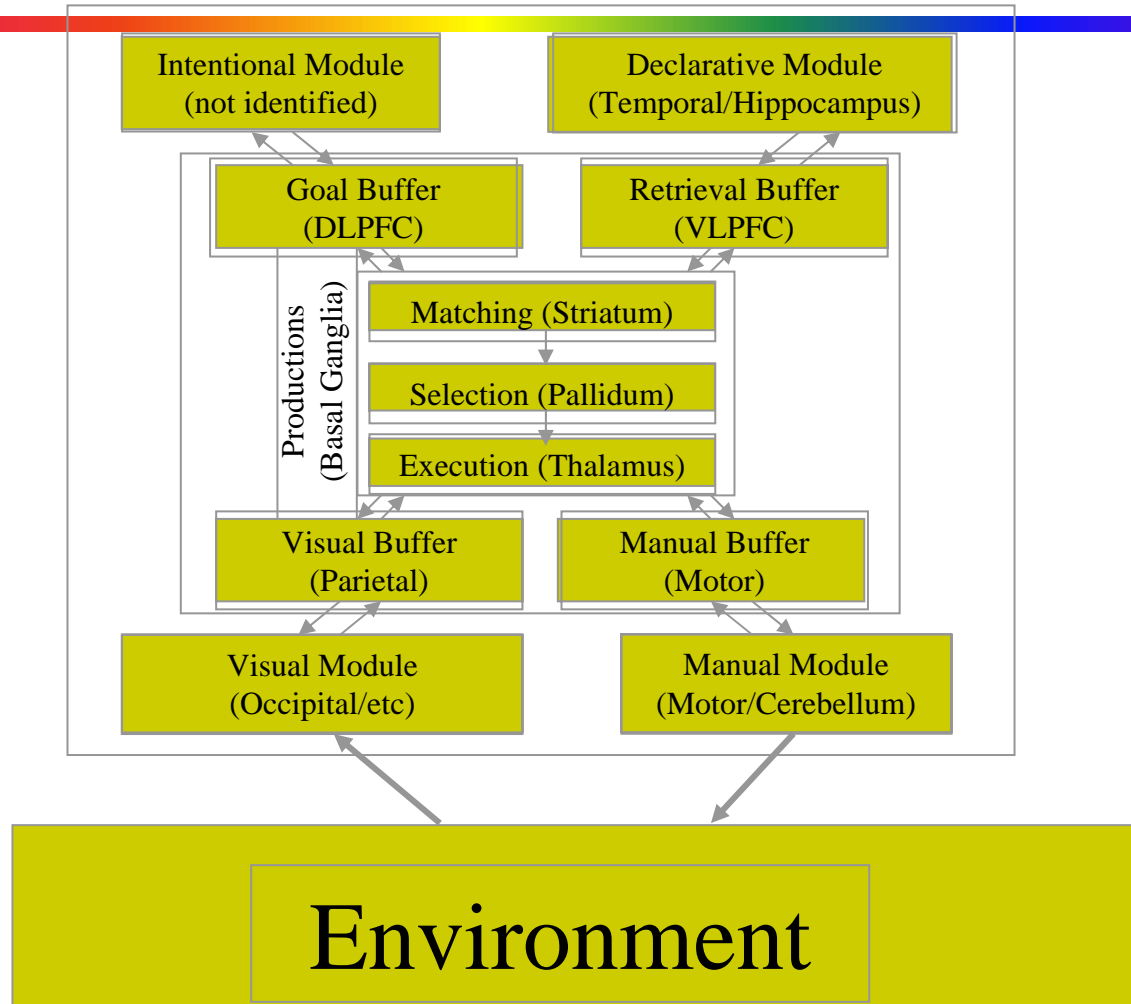 Intentional Module
(not identified)
Declarative Module
(Temporal/Hippocampus)
Goal Buffer
(DLPFC)
Retrieval Buffer
(VLPFC)
Productions
(Basal Ganglia)
Matching (Striatum)
Selection (Pallidum)
Execution (Thalamus)
Visual Buffer
(Parietal)
Manual Buffer
(Motor)
Visual Module
(Occipital/etc)
Manual Module
(Motor/Cerebellum)
Environment